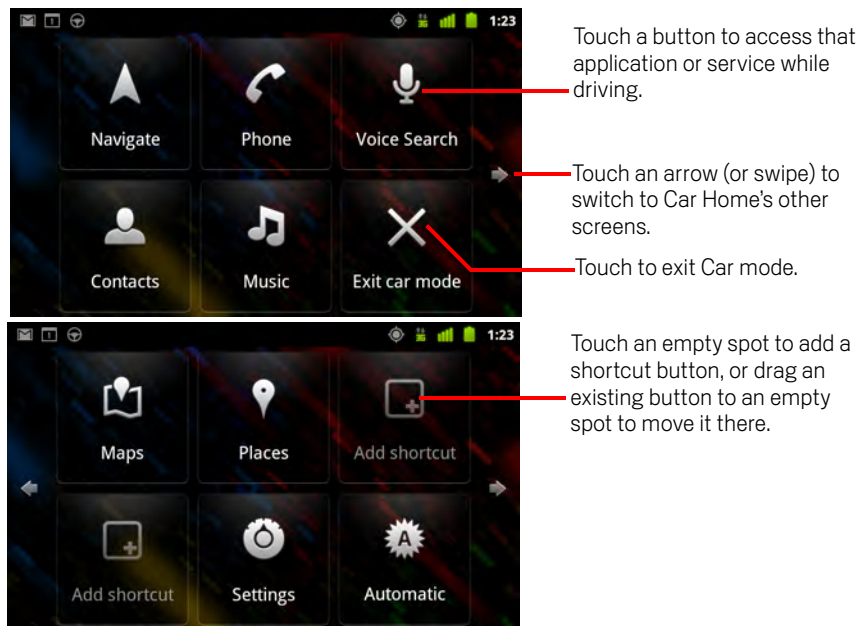 1:23
Navigate
Phone
Voice Search
Contacts
Music
Exit car mode
Touch a button to access that
application or service while
driving.
Touch an arrow (or swipe) to
switch to Car Home's other
screens.
Touch to exit Car mode.
1
3G
1:23
Maps
Places
Add shortcut
Add shortcut
Settings
A
Automatic
Touch an empty spot to add a
shortcut button, or drag an
existing button to an empty
spot to move it there.